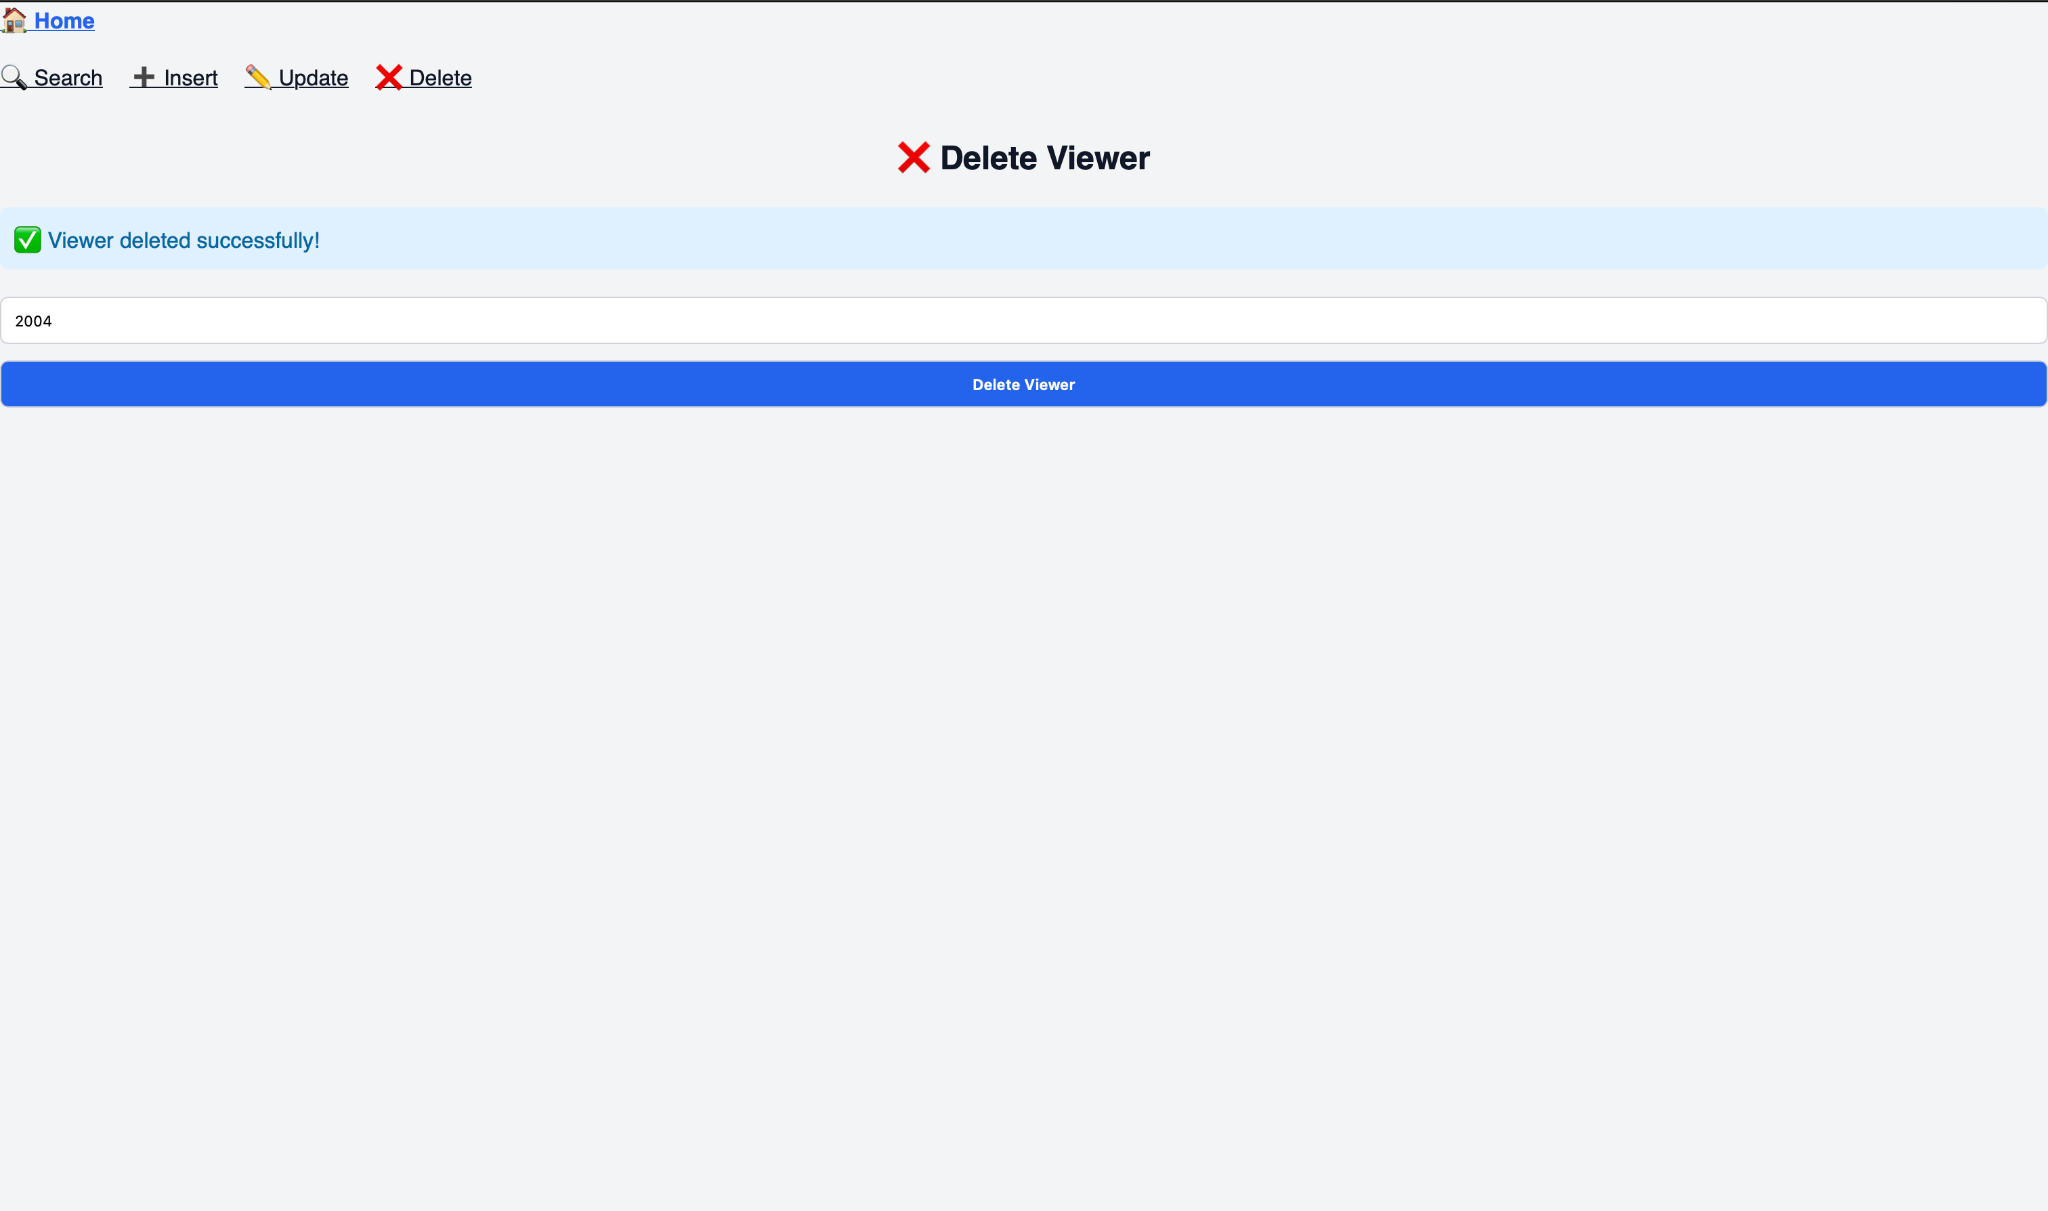 🏠 Home
🔍 Search ➕ Insert ✏️ Update ❌ Delete
❌ Delete Viewer
✅ Viewer deleted successfully!
2004
Delete Viewer